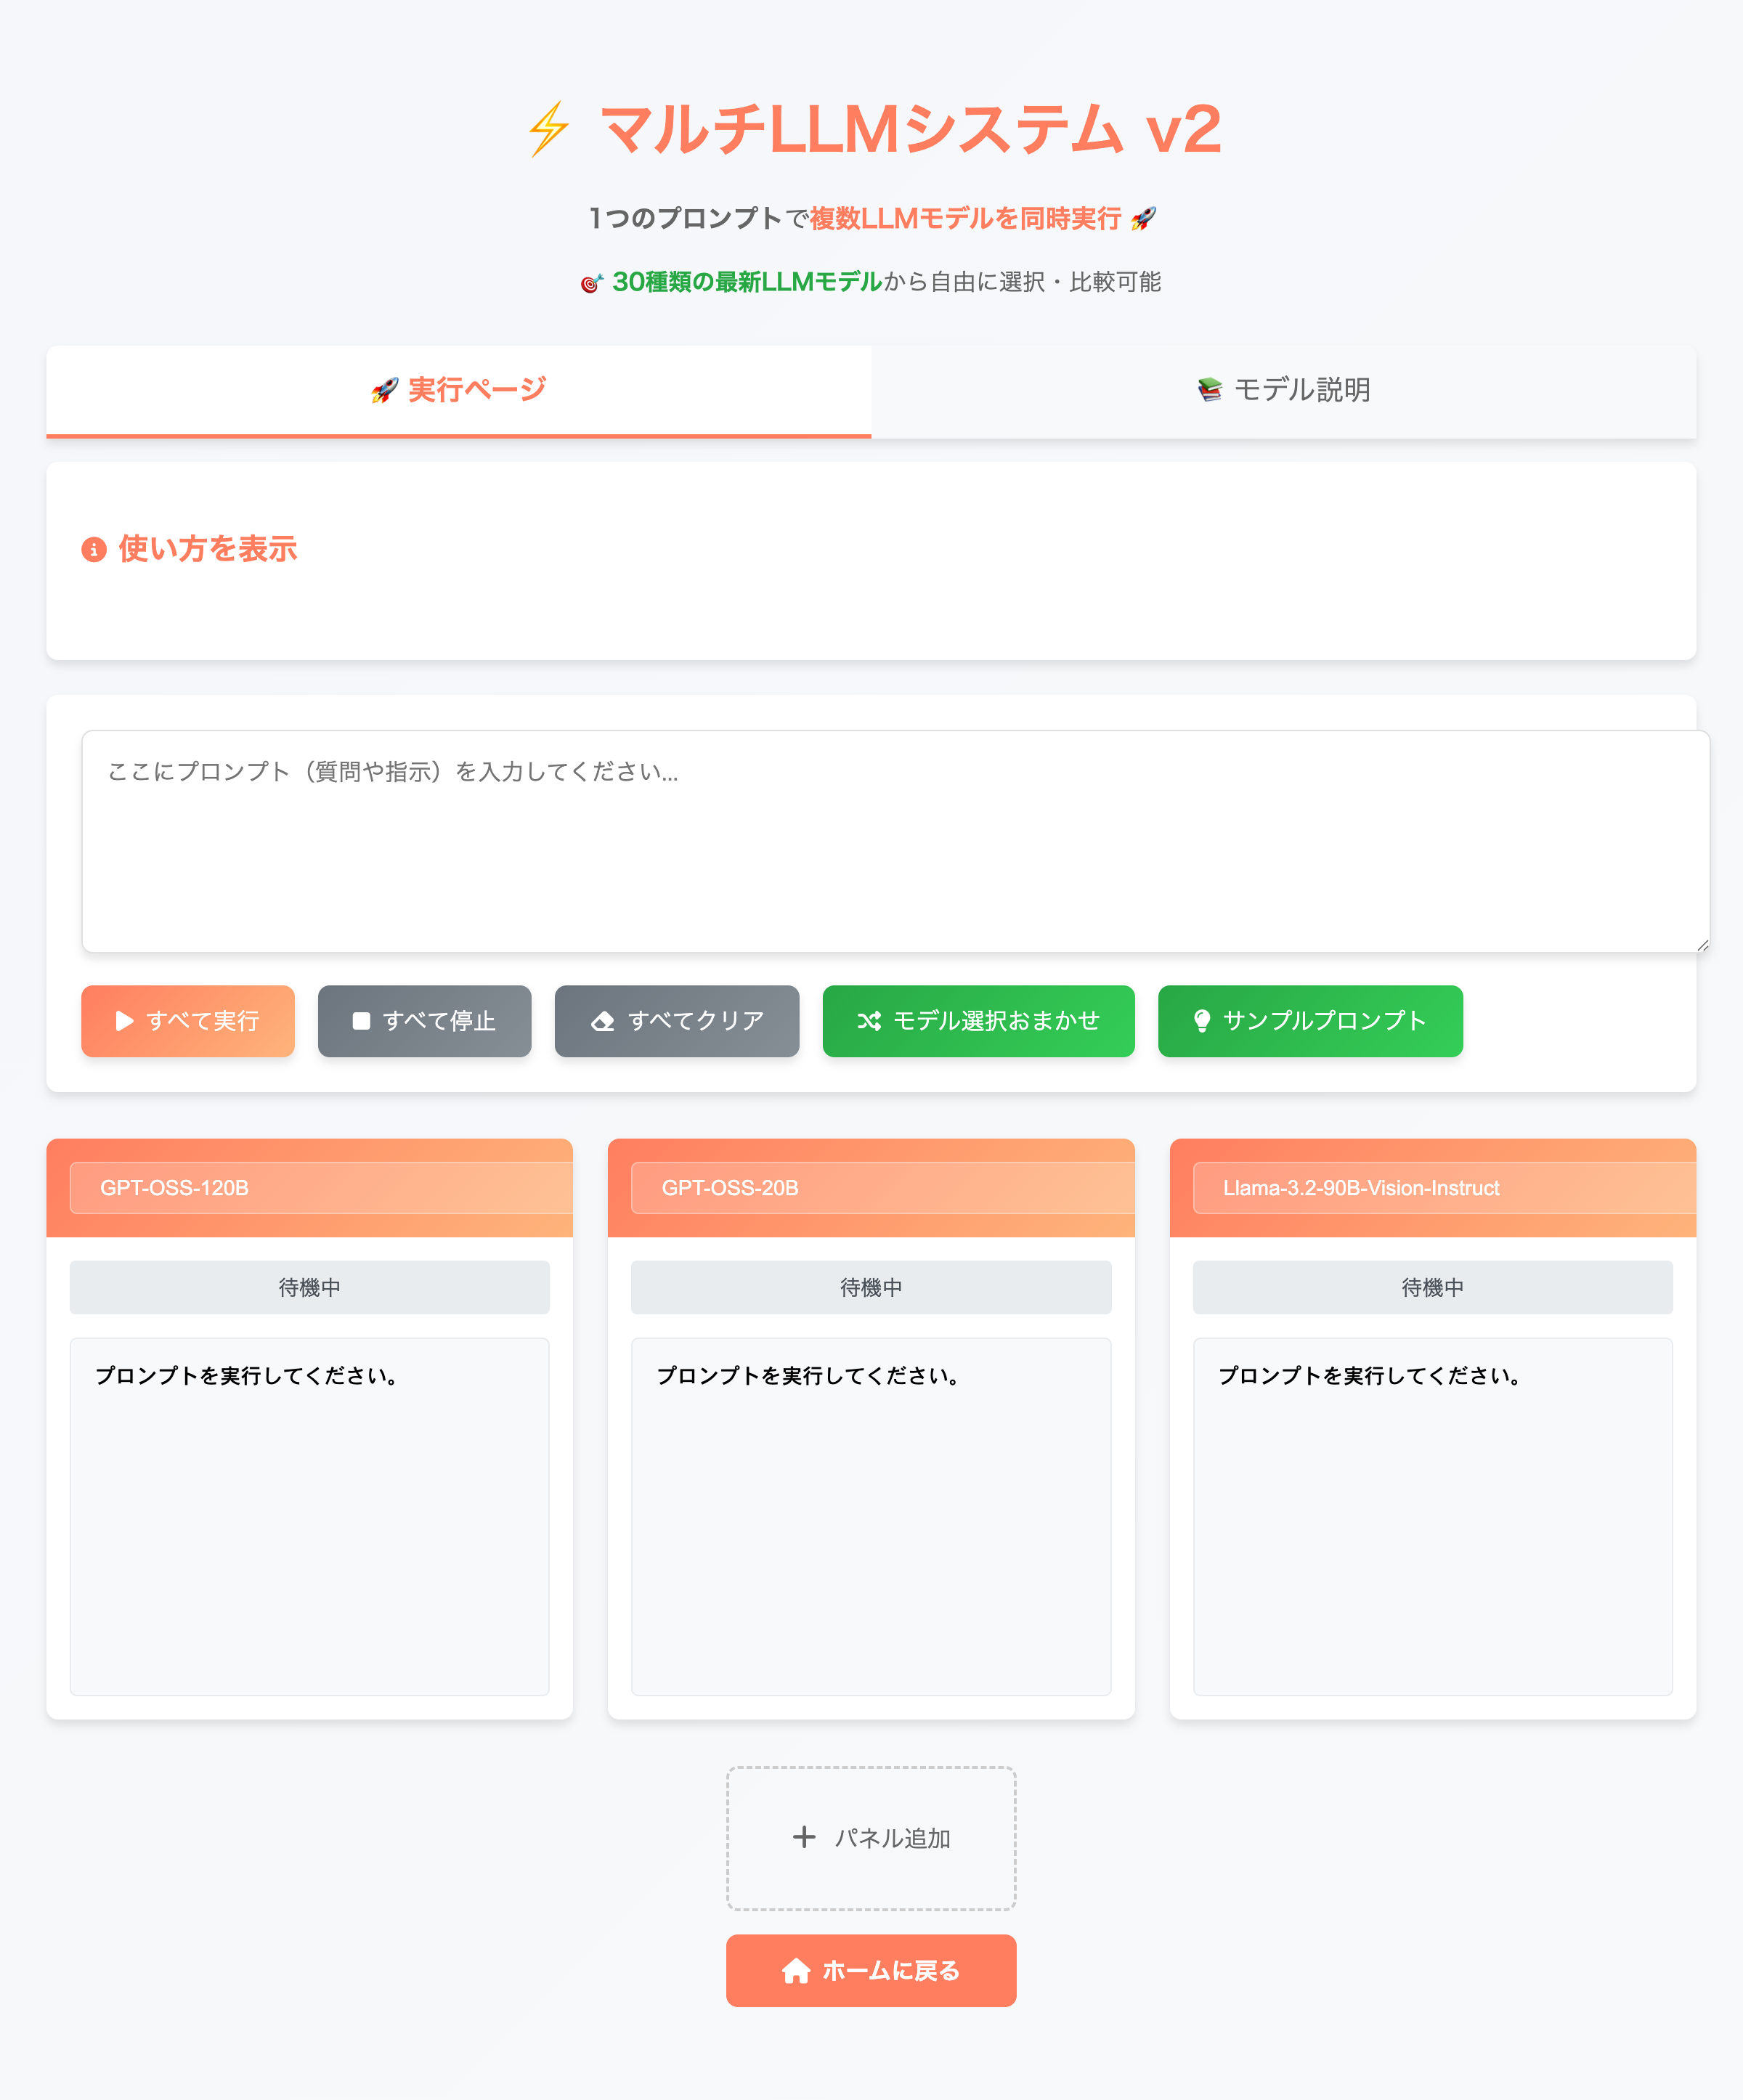 ⚡ マルチLLMシステム v2
1つのプロンプトで複数LLMモデルを同時実行 🚀
🎯 30種類の最新LLMモデルから自由に選択・比較可能
🚀 実行ページ
📚 モデル説明
使い方を表示
ここにプロンプト（質問や指示）を入力してください...
すべて実行
すべて停止
すべてクリア
モデル選択おまかせ
サンプルプロンプト
GPT-OSS-120B
待機中
プロンプトを実行してください。
GPT-OSS-20B
待機中
プロンプトを実行してください。
Llama-3.2-90B-Vision-Instruct
待機中
プロンプトを実行してください。
パネル追加
ホームに戻る